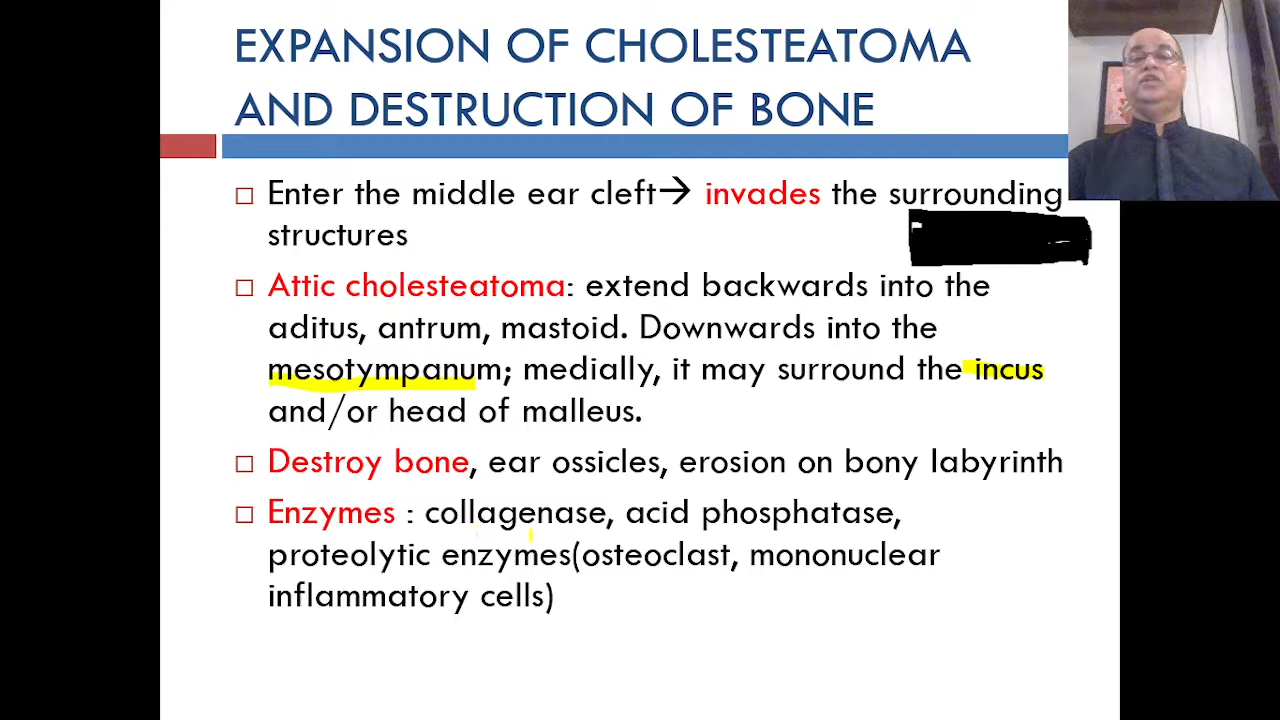 EXPANSION OF CHOLESTEATOMA
AND DESTRUCTION OF BONE
□ Enter the middle ear cleft→ invades the surrounding
structures
□ Attic cholesteatoma: extend backwards into the
aditus, antrum, mastoid. Downwards into the
mesotympanum; medially, it may surround the incus
and/or head of malleus.
□ Destroy bone, ear ossicles, erosion on bony labyrinth
□ Enzymes : collagenase, acid phosphatase,
proteolytic enzymes(osteoclast, mononuclear
inflammatory cells)